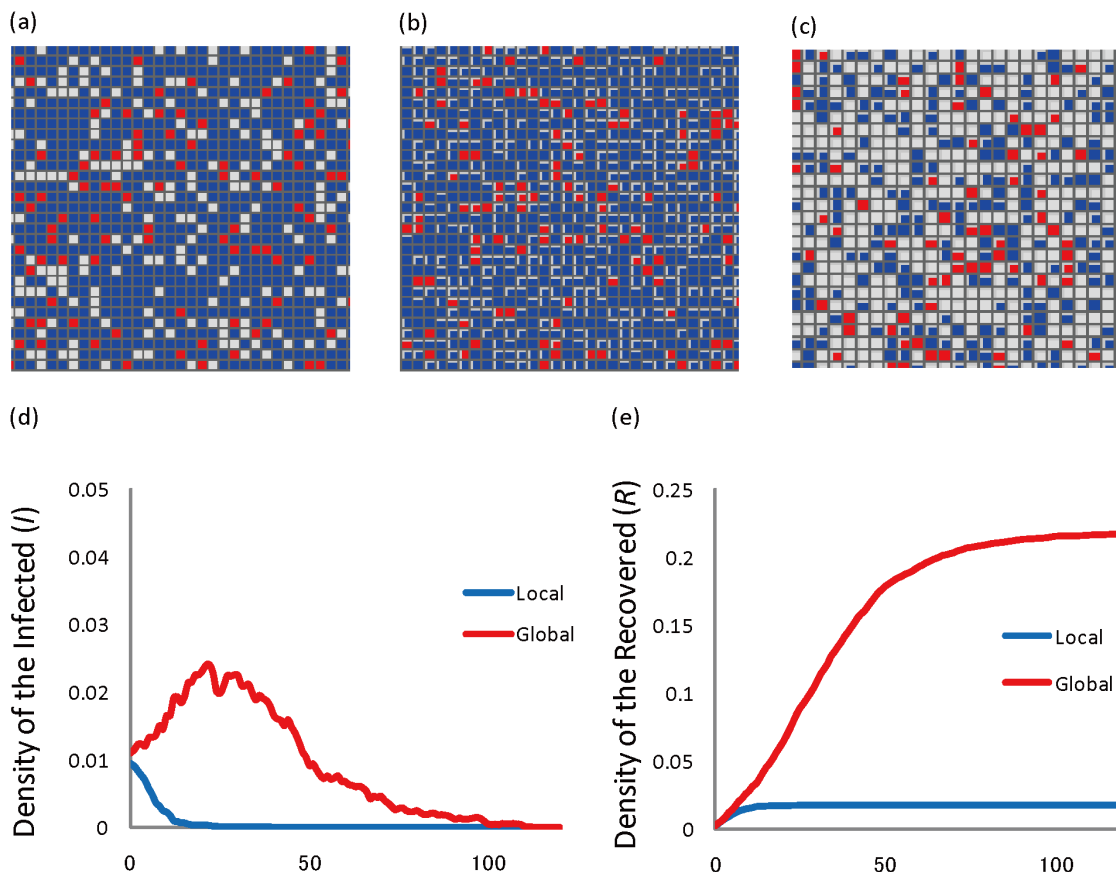 (a)
(b)
(c)
(d)
Density of the Infected (I)
0.05
0.04
0.03
0.02
0.01
0
0
50
100
Local
Global
(e)
Density of the Recovered (R)
0.25
0.2
0.15
0.1
0.05
0
0
50
100
Local
Global